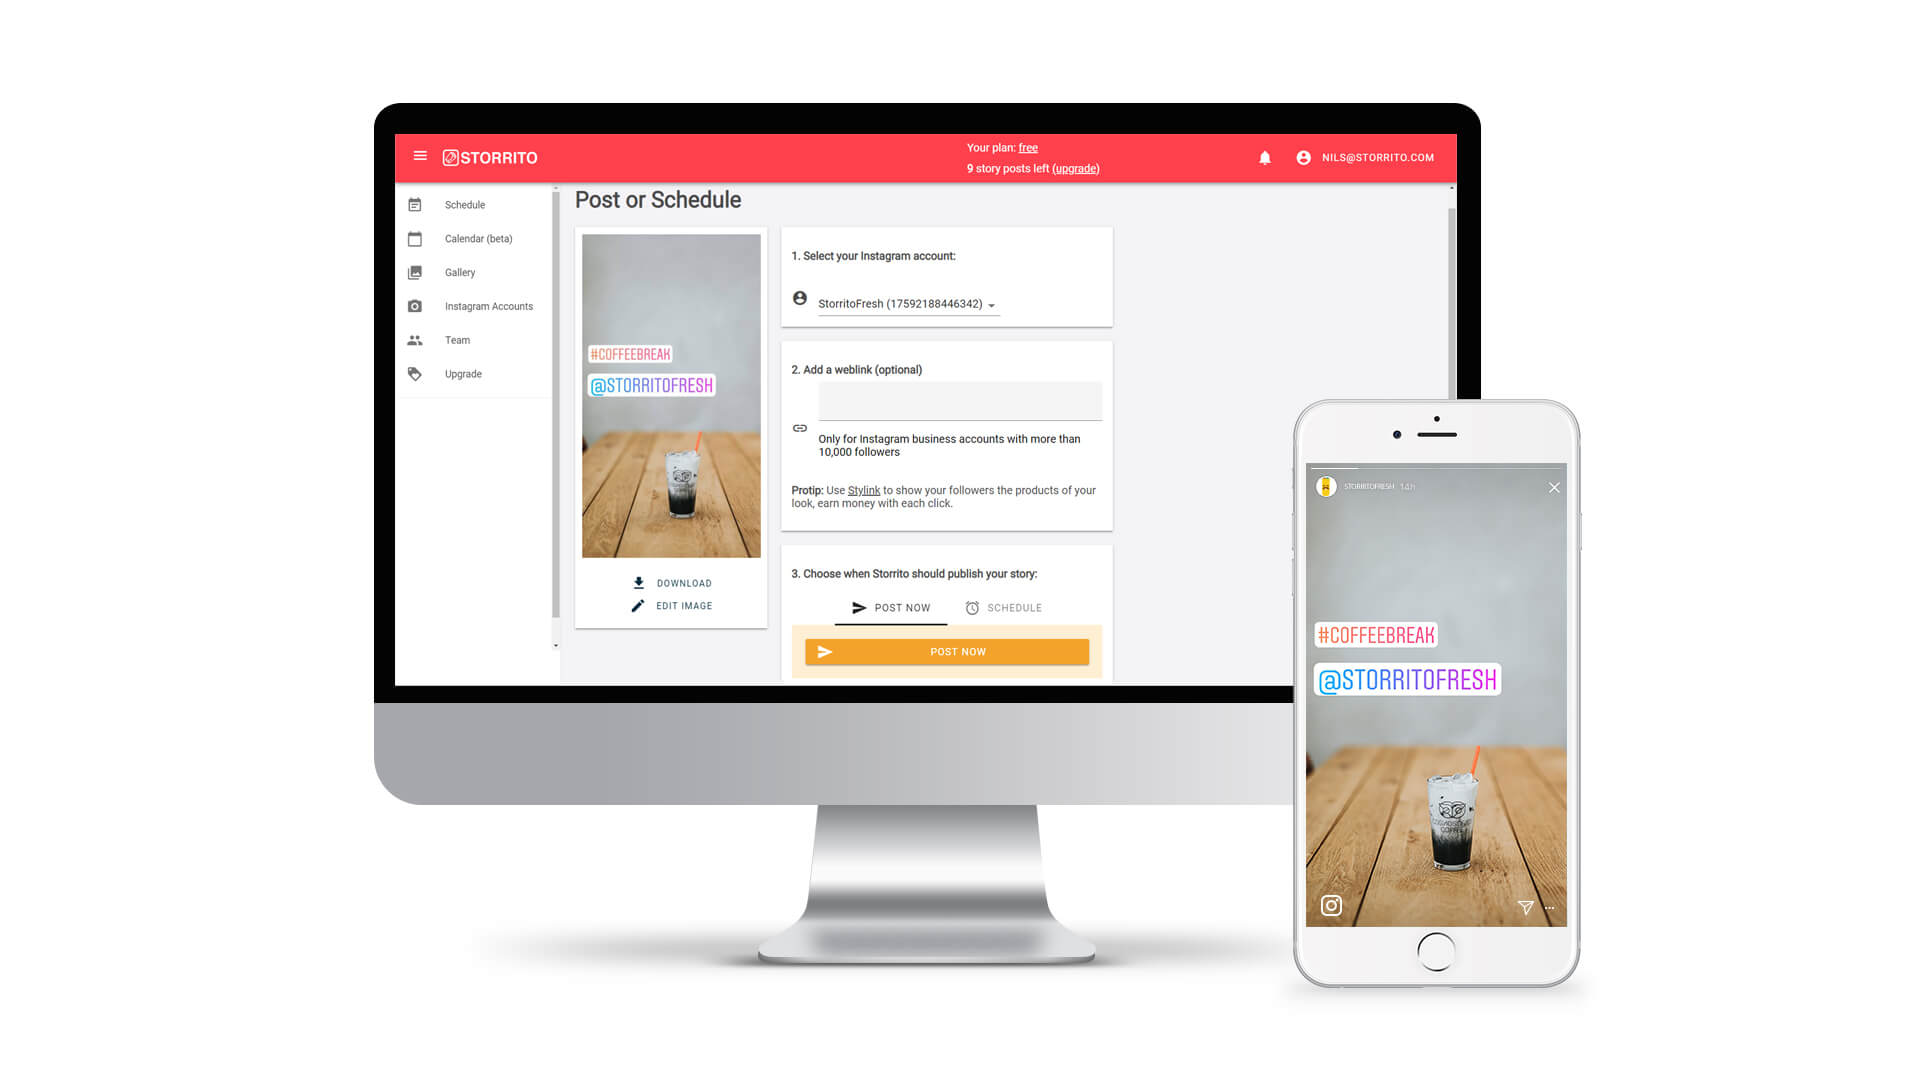 STORRITO
Your plan: free
9 story posts left (upgrade)
NILS@STORRITO.COM
Schedule
Calendar (beta)
Gallery
Instagram Accounts
Team
Upgrade
Post or Schedule
#COFFEEBREAK
@STORRITOFRESH
DOWNLOAD
EDIT IMAGE
1. Select your Instagram account:
StorritoFresh (17592188446342)
2. Add a weblink (optional)
Only for Instagram business accounts with more than
10,000 followers
Protip: Use Stylink to show your followers the products of your
look, earn money with each click.
3. Choose when Storrito should publish your story:
POST NOW
SCHEDULE
POST NOW
STORRITOFRESH 14h
#COFFEEBREAK
@STORRITOFRESH